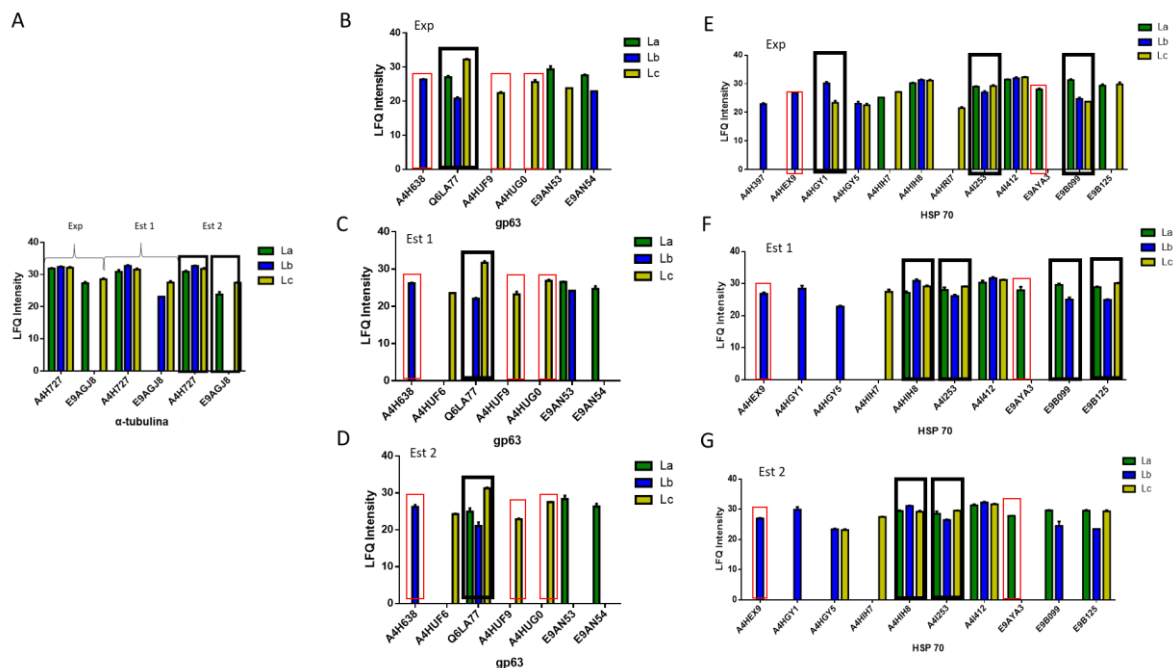 A
Exp
Est 1
Est 2
La
Lb
Lc
LFQ Intensity
40
30
20
10
0
A4H727
E9AGJ8
A4H727
E9AGJ8
A4H727
E9AGJ8
α-tubulina
B
Exp
La
Lb
Lc
LFQ Intensity
40
30
20
10
0
A4H638
Q6LA77
A4HUF9
A4HUG0
E9AN53
E9AN54
gp63
C
Est 1
La
Lb
Lc
LFQ Intensity
40
30
20
10
0
A4H638
A4HUF6
Q6LA77
A4HUF9
A4HUG0
E9AN53
E9AN54
gp63
D
Est 2
La
Lb
Lc
LFQ Intensity
40
30
20
10
0
A4H638
A4HUF6
Q6LA77
A4HUF9
A4HUG0
E9AN53
E9AN54
gp63
E
Exp
La
Lb
Lc
LFQ Intensity
40
30
20
10
0
A4H397
A4HEX9
A4HGY1
A4HGY5
A4HIH7
A4HIH8
A4HRI7
A4I253
A4I412
E9AYA3
E9B099
E9B125
HSP 70
F
Est 1
La
Lb
Lc
LFQ Intensity
40
30
20
10
0
A4HEX9
A4HGY1
A4HGY5
A4HIH7
A4HIH8
A4I253
A4I412
E9AYA3
E9B099
E9B125
HSP 70
G
Est 2
La
Lb
Lc
LFQ Intensity
40
30
20
10
0
A4HEX9
A4HGY1
A4HGY5
A4HIH7
A4HIH8
A4I253
A4I412
E9AYA3
E9B099
E9B125
HSP 70